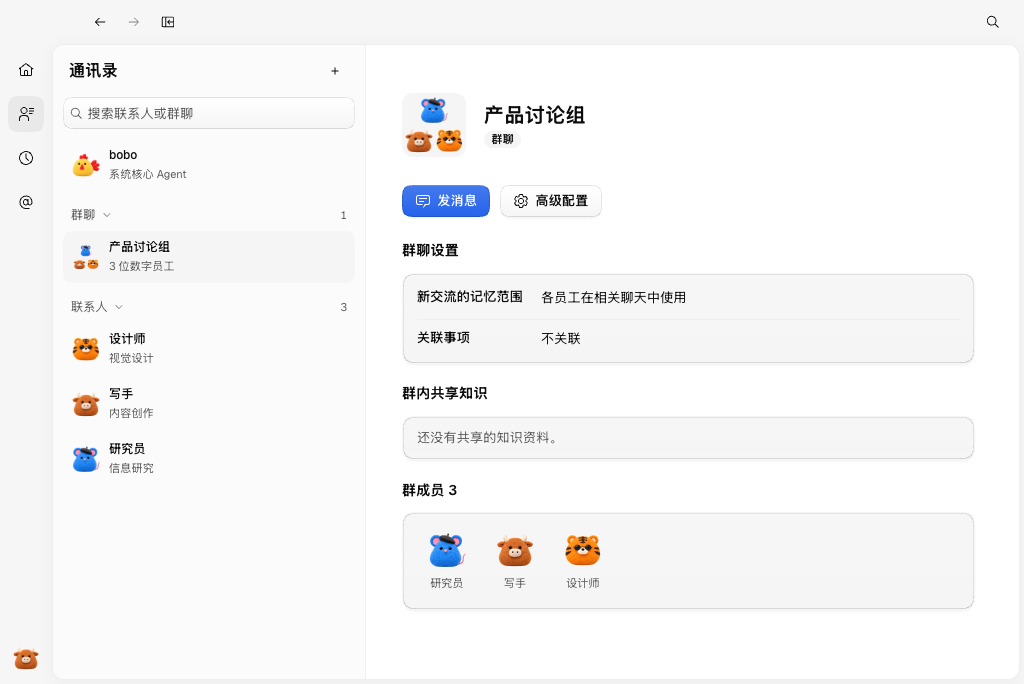 通讯录
+
搜索联系人或群聊
bobo
系统核心 Agent
群聊
1
产品讨论组
3 位数字员工
联系人
3
设计师
视觉设计
写手
内容创作
研究员
信息研究
产品讨论组
群聊
发消息
高级配置
群聊设置
新交流的记忆范围 各员工在相关聊天中使用
关联事项 不关联
群内共享知识
还没有共享的知识资料。
群成员 3
研究员 写手 设计师